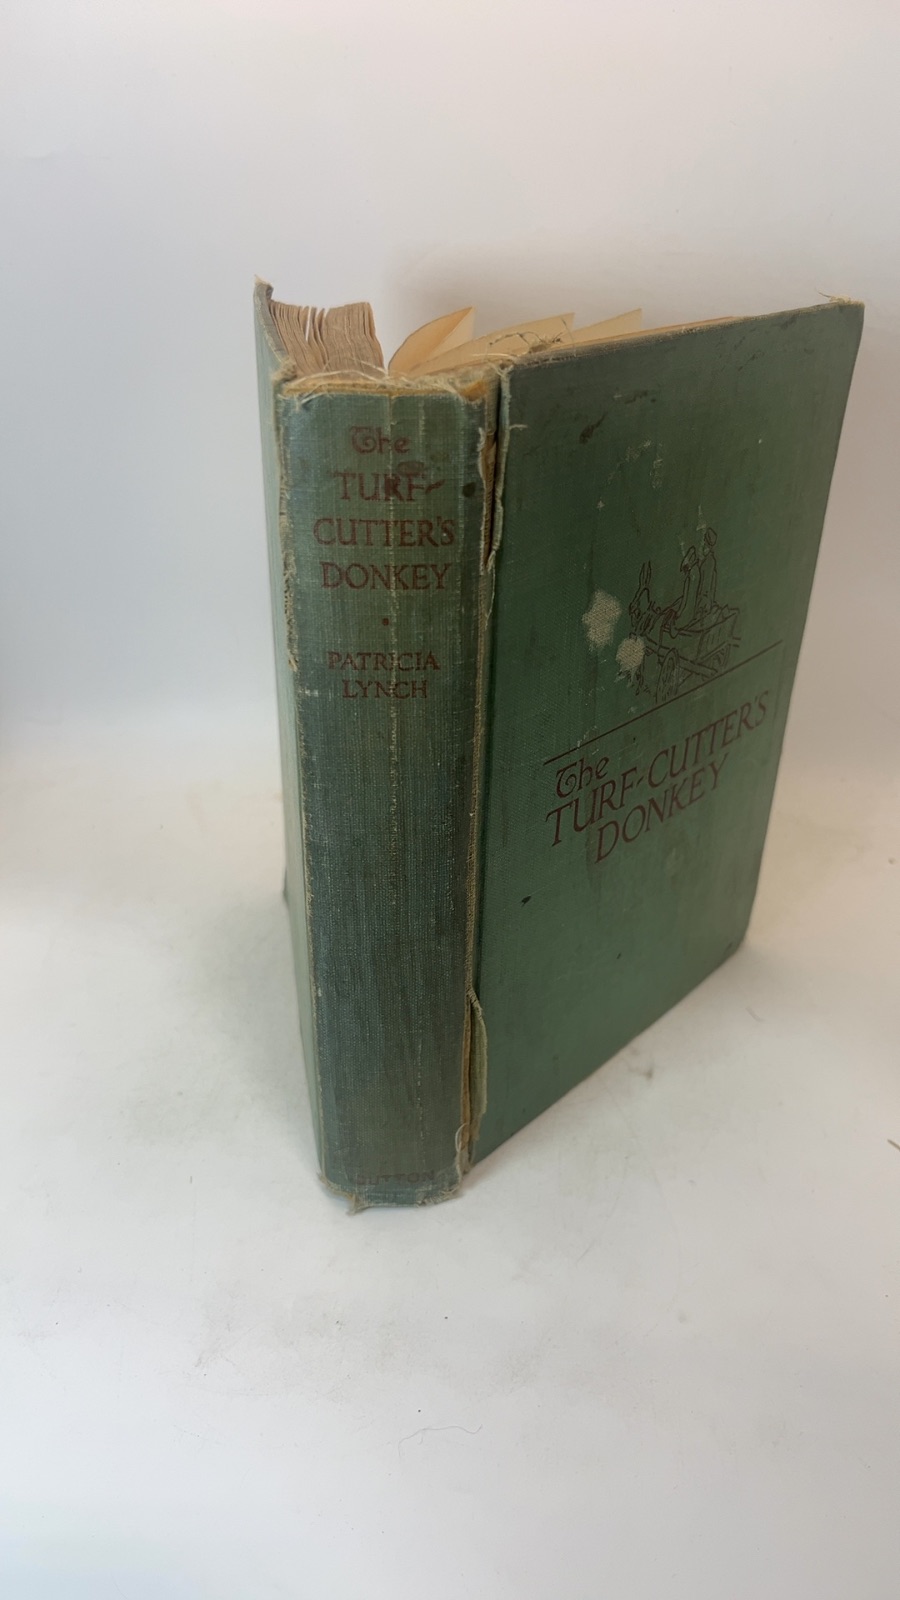 The
TURF-
CUTTER'S
DONKEY
•
PATRICIA
LYNCH
DUTTON
The
TURF-CUTTER'S
DONKEY